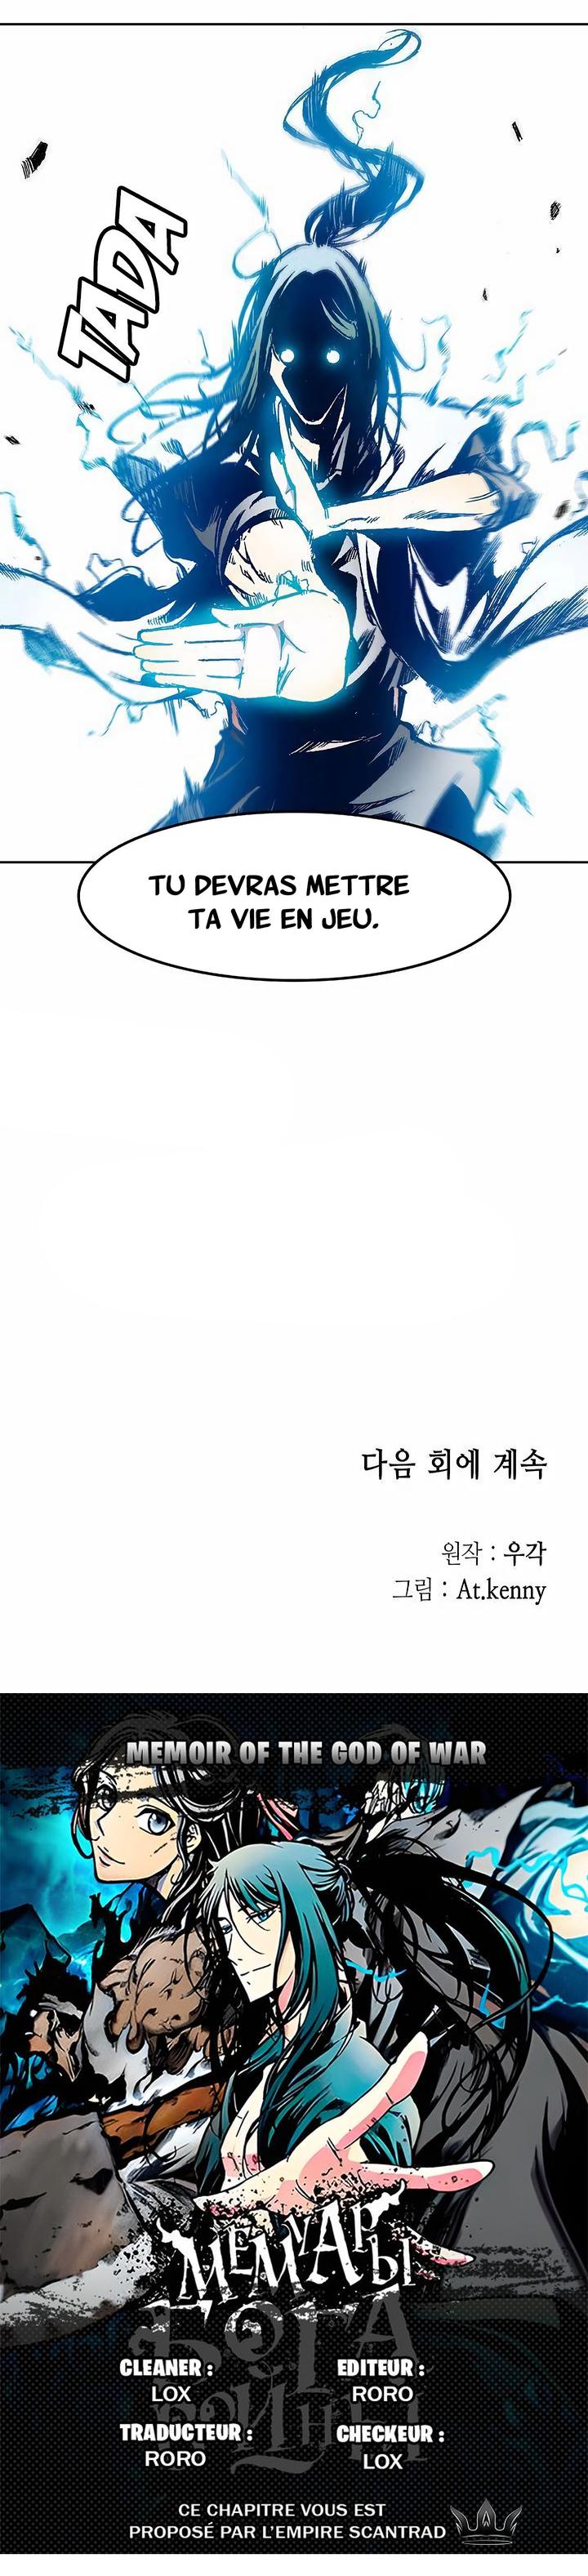 TADA
TU DEVRAS METTRE
TA VIE EN JEU.
다음 회에 계속
원작 : 우각
그림 : At.kenny
MEMOIR OF THE GOD OF WAR
МЕМУАРЫ
БОГА
ВОЙНЫ
CLEANER :
LOX
EDITEUR :
RORO
TRADUCTEUR :
RORO
CHECKEUR :
LOX
CE CHAPITRE VOUS EST
PROPOSÉ PAR L'EMPIRE SCANTRAD